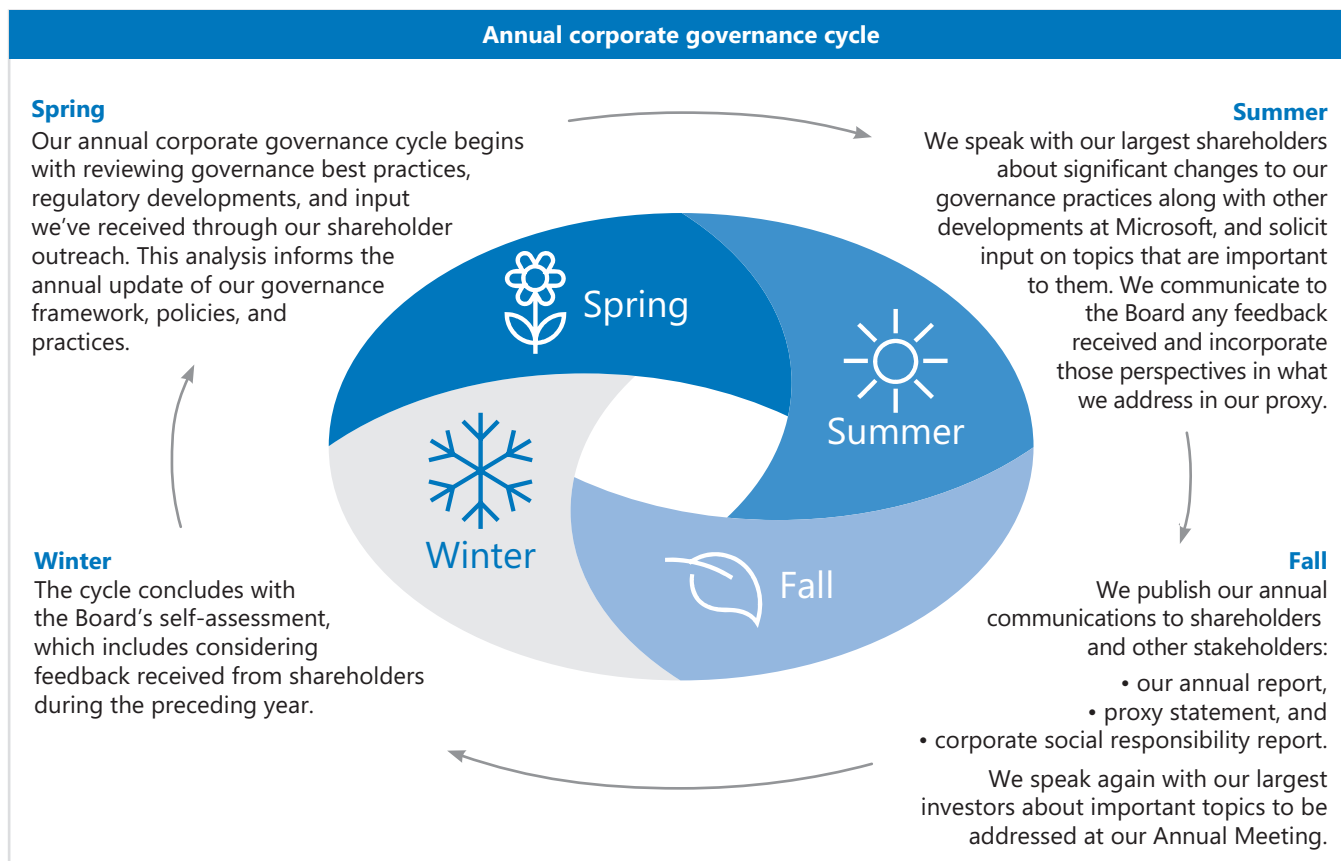 Annual corporate governance cycle
Spring
Our annual corporate governance cycle begins
with reviewing governance best practices,
regulatory developments, and input
we’ve received through our shareholder
outreach. This analysis informs the
annual update of our governance
framework, policies, and
practices.
Summer
We speak with our largest shareholders
about significant changes to our
governance practices along with other
developments at Microsoft, and solicit
input on topics that are important
to them. We communicate to
the Board any feedback
received and incorporate
those perspectives in what
we address in our proxy.
Spring
Summer
Winter
Fall
Fall
We publish our annual
communications to shareholders
and other stakeholders:
• our annual report,
• proxy statement, and
• corporate social responsibility report.
We speak again with our largest
investors about important topics to be
addressed at our Annual Meeting.
Winter
The cycle concludes with
the Board’s self-assessment,
which includes considering
feedback received from shareholders
during the preceding year.